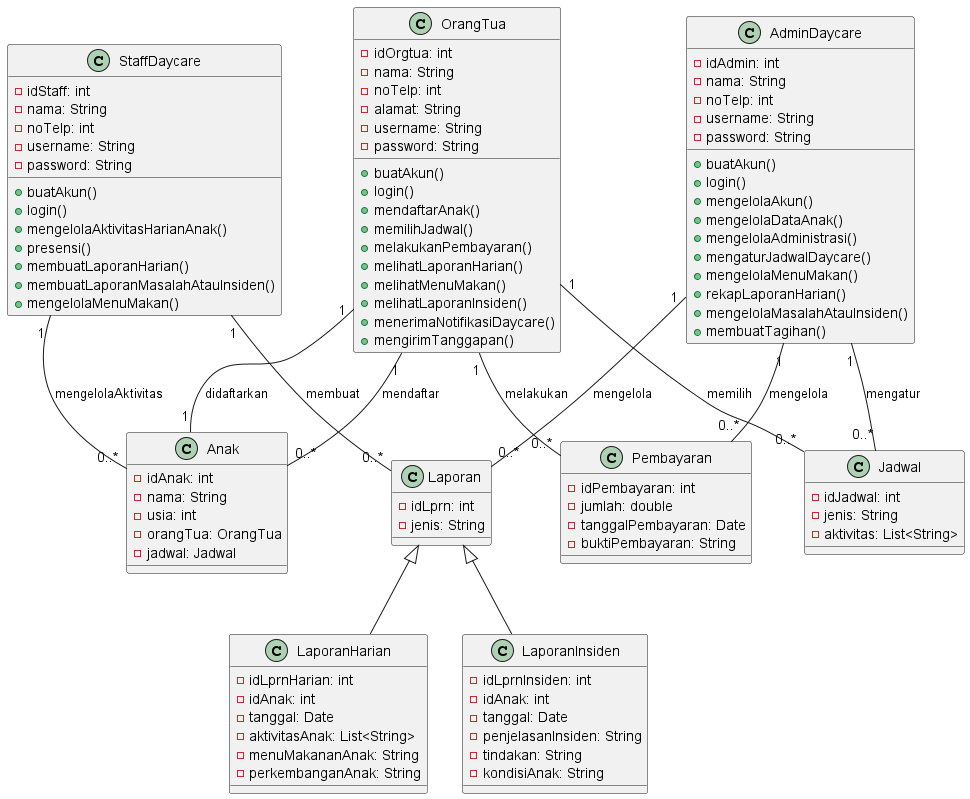 C StaffDaycare
idStaff: int
nama: String
noTelp: int
username: String
password: String
buatAkun()
login()
mengelolaAktivitasHarianAnak()
presensi()
membuatLaporanHarian()
membuatLaporanMasalahAtauInsiden()
mengelolaMenuMakan()
C OrangTua
idOrgtua: int
nama: String
noTelp: int
alamat: String
username: String
password: String
buatAkun()
login()
mendaftarAnak()
memilihJadwal()
melakukanPembayaran()
melihatLaporanHarian()
melihatMenuMakan()
melihatLaporanInsiden()
menerimaNotifikasiDaycare()
mengirimTanggapan()
C AdminDaycare
idAdmin: int
nama: String
noTelp: int
username: String
password: String
buatAkun()
login()
mengelolaAkun()
mengelolaDataAnak()
mengelolaAdministrasi()
mengaturJadwalDaycare()
mengelolaMenuMakan()
rekapLaporanHarian()
mengelolaMasalahAtauInsiden()
membuatTagihan()
1 1 1 1 1 1 1 1 1
mengelolaAktivitas didaftarkan membuat mendaftar melakukan mengelola memilih mengelola mengatur
0..* 1 0..* 0..* 0..* 0..* 0..* 0..* 0..*
C Anak
idAnak: int
nama: String
usia: int
orangTua: OrangTua
jadwal: Jadwal
C Laporan
idLprn: int
jenis: String
C Pembayaran
idPembayaran: int
jumlah: double
tanggalPembayaran: Date
buktiPembayaran: String
C Jadwal
idJadwal: int
jenis: String
aktivitas: List<String>
C LaporanHarian
idLprnHarian: int
idAnak: int
tanggal: Date
aktivitasAnak: List<String>
menuMakananAnak: String
perkembanganAnak: String
C LaporanInsiden
idLprnInsiden: int
idAnak: int
tanggal: Date
penjelasanInsiden: String
tindakan: String
kondisiAnak: String